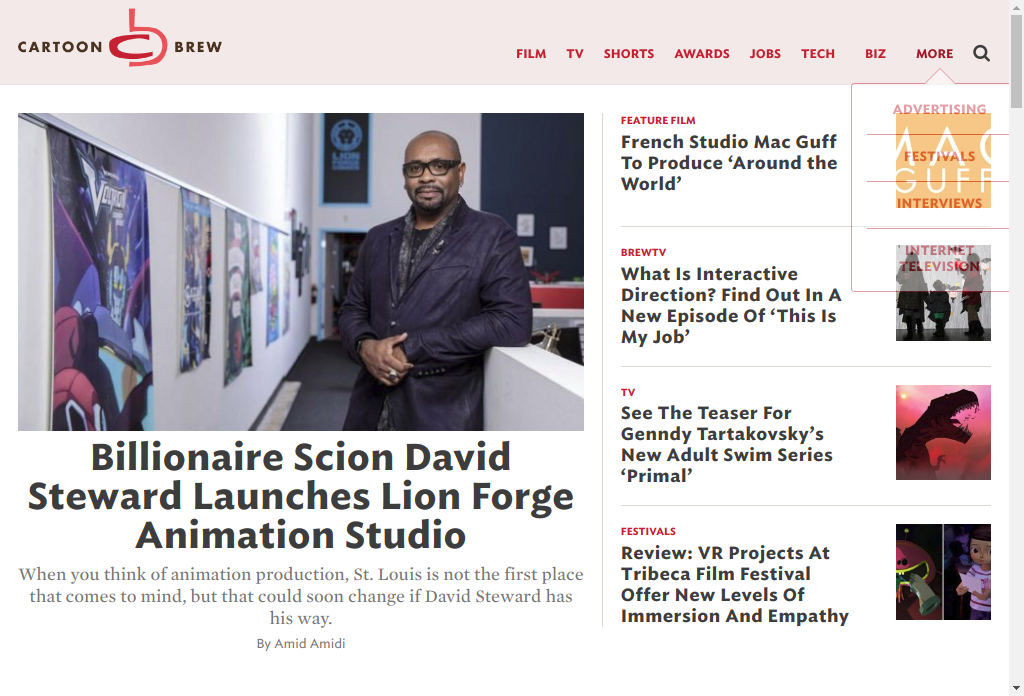 CARTOON BREW
FILM TV SHORTS AWARDS JOBS TECH BIZ MORE
ADVERTISING
FESTIVALS
INTERVIEWS
INTERNET
TELEVISION
LION
FORGE
Billionaire Scion David
Steward Launches Lion Forge
Animation Studio
When you think of animation production, St. Louis is not the first place
that comes to mind, but that could soon change if David Steward has
his way.
By Amid Amidi
FEATURE FILM
French Studio Mac Guff
To Produce ‘Around the
World’
MAC
GUFF
BREWTV
What Is Interactive
Direction? Find Out In A
New Episode Of ‘This Is
My Job’
TV
See The Teaser For
Genndy Tartakovsky’s
New Adult Swim Series
‘Primal’
FESTIVALS
Review: VR Projects At
Tribeca Film Festival
Offer New Levels Of
Immersion And Empathy